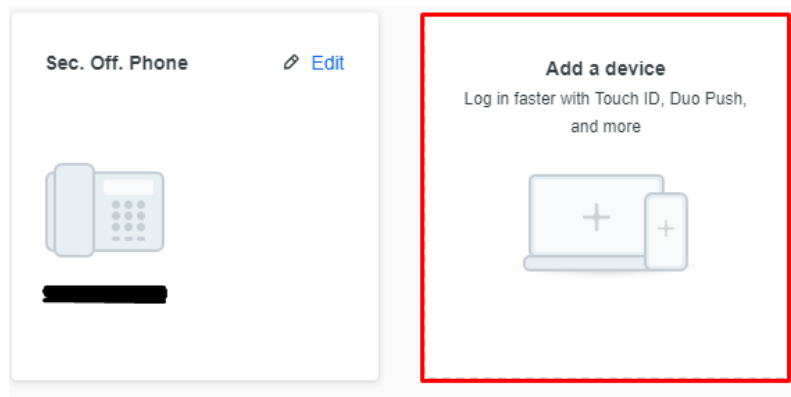 Sec. Off. Phone
Edit
Add a device
Log in faster with Touch ID, Duo Push,
and more